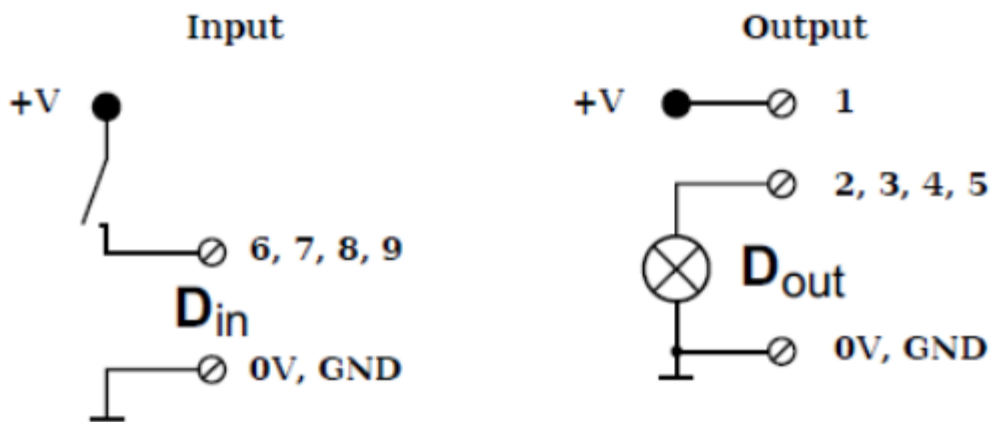 Input
+V
6, 7, 8, 9
Din
0V, GND
Output
+V
1
2, 3, 4, 5
Dout
0V, GND